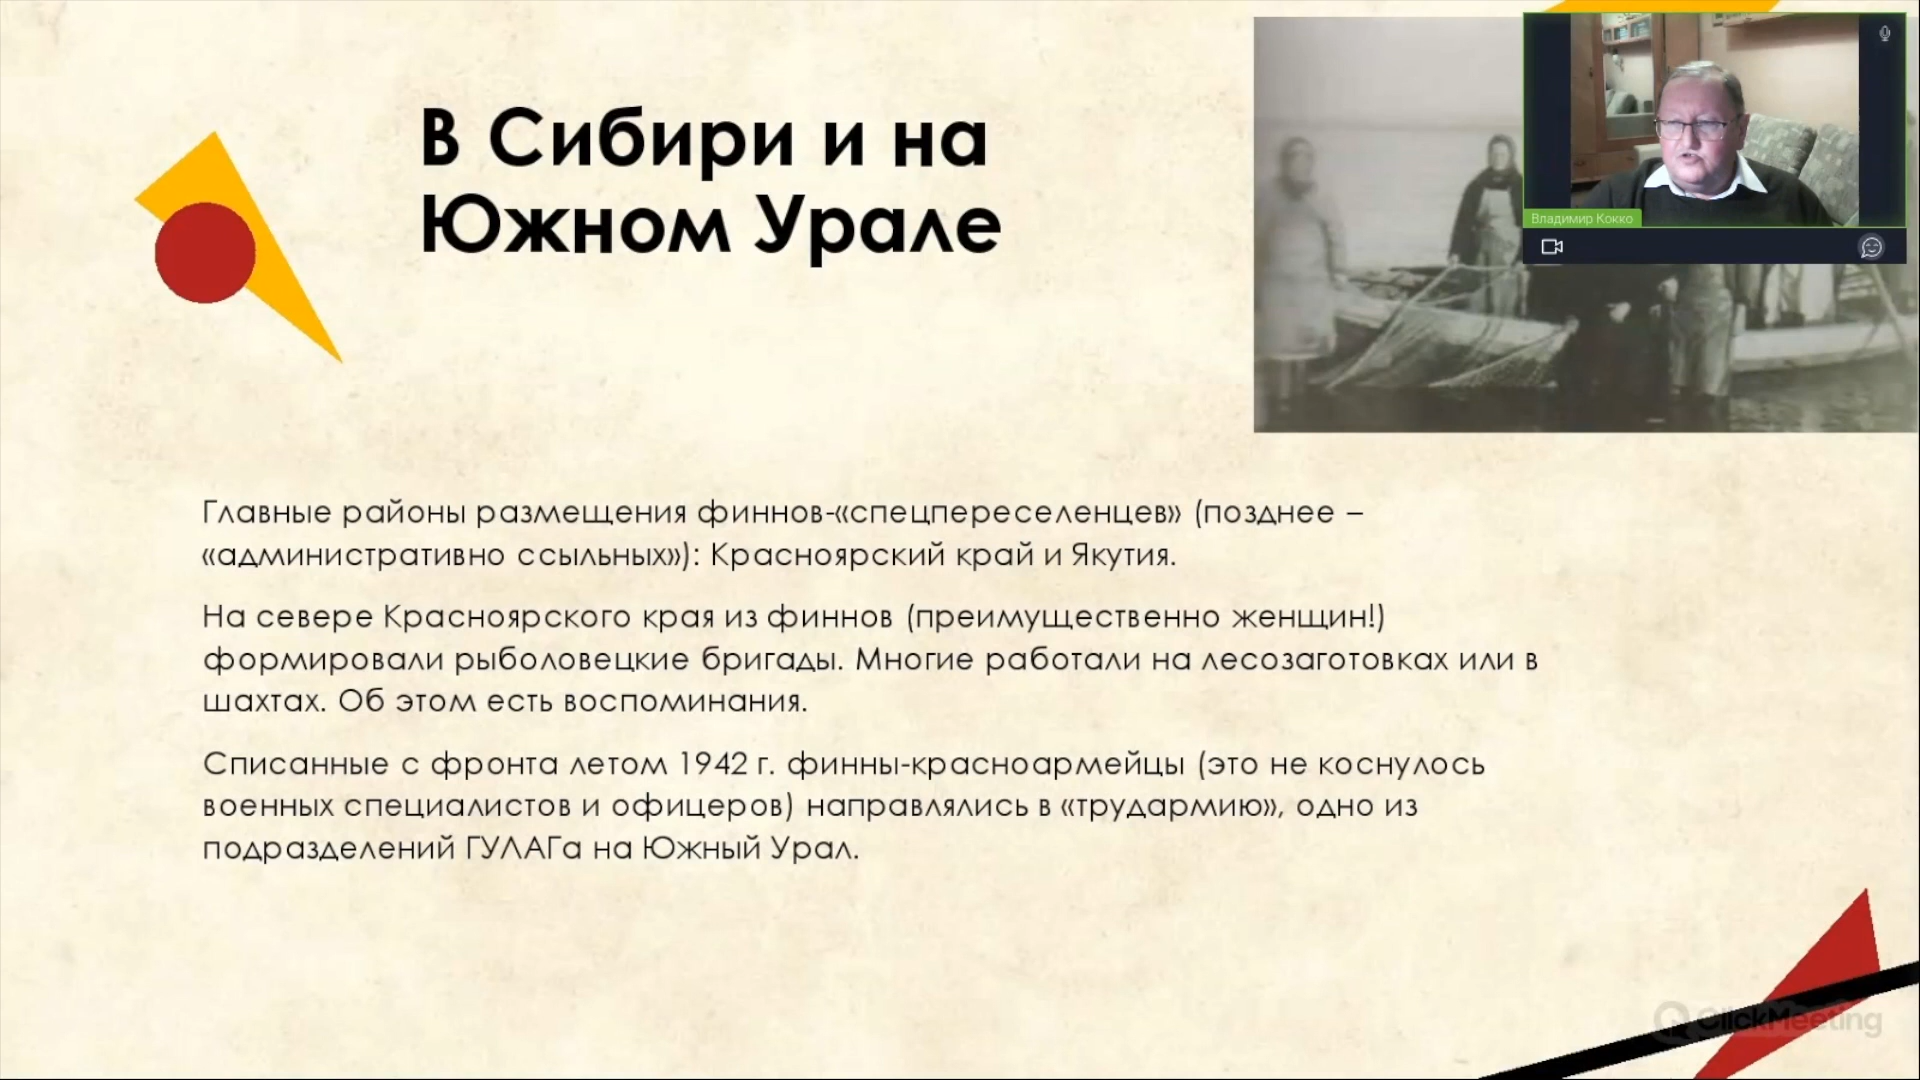 В Сибири и на
Южном Урале
Владимир Кокко
Главные районы размещения финнов-«спецпереселенцев» (позднее –
«административно ссыльных»): Красноярский край и Якутия.
На севере Красноярского края из финнов (преимущественно женщин!)
формировали рыболовецкие бригады. Многие работали на лесозаготовках или в
шахтах. Об этом есть воспоминания.
Списанные с фронта летом 1942 г. финны-красноармейцы (это не коснулось
военных специалистов и офицеров) направлялись в «трудармию», одно из
подразделений ГУЛАГа на Южный Урал.
ClickMeeting